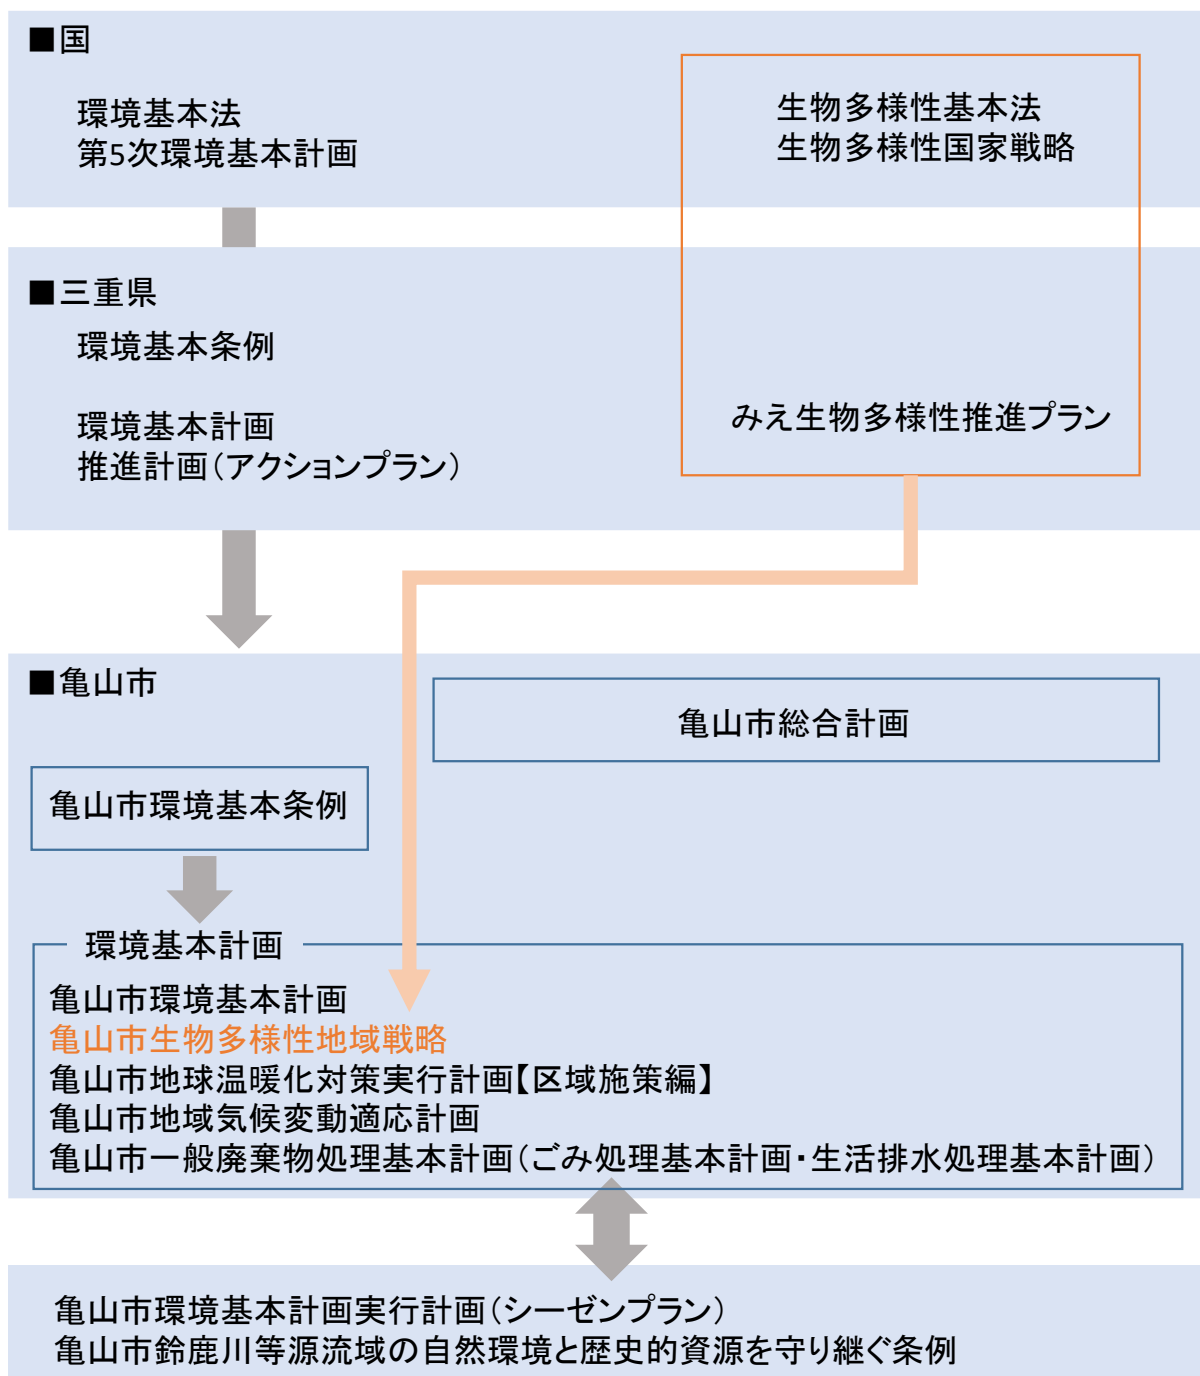 ■国
環境基本法
第5次環境基本計画
生物多様性基本法
生物多様性国家戦略
■三重県
環境基本条例
環境基本計画
推進計画(アクションプラン)
みえ生物多様性推進プラン
■亀山市
亀山市総合計画
亀山市環境基本条例
環境基本計画
亀山市環境基本計画
亀山市生物多様性地域戦略
亀山市地球温暖化対策実行計画【区域施策編】
亀山市地域気候変動適応計画
亀山市一般廃棄物処理基本計画(ごみ処理基本計画・生活排水処理基本計画)
亀山市環境基本計画実行計画(シーゼンプラン)
亀山市鈴鹿川等源流域の自然環境と歴史的資源を守り継ぐ条例